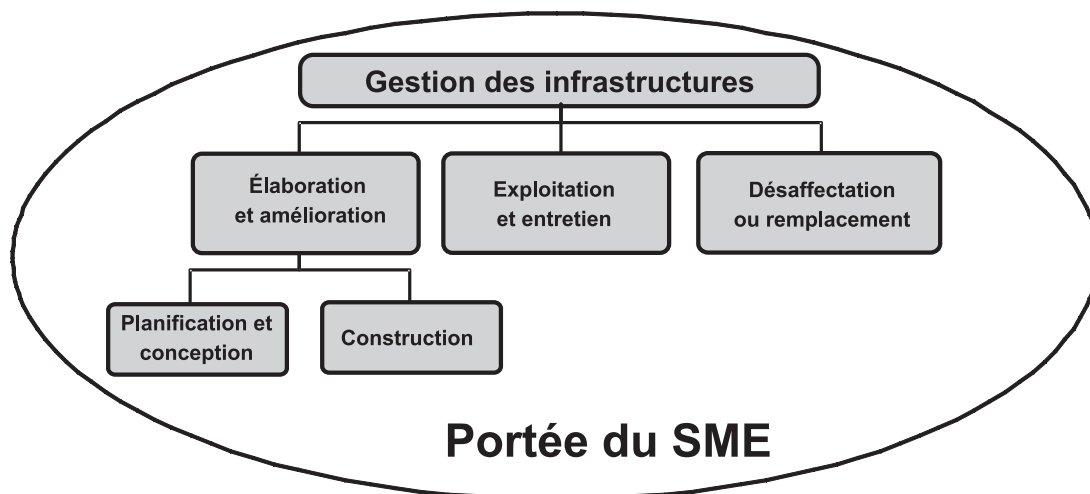 Gestion des infrastructures
Élaboration
et amélioration
Exploitation
et entretien
Désaffectation
ou remplacement
Planification et
conception
Construction
Portée du SME